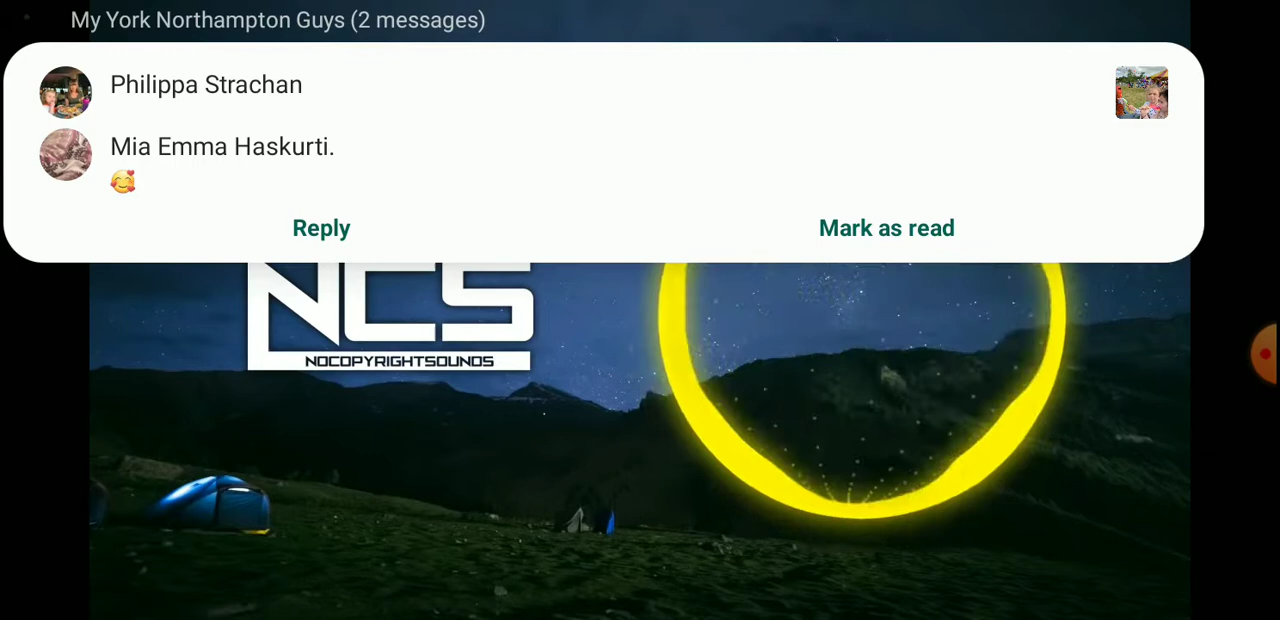 My York Northampton Guys (2 messages)
Philippa Strachan
Mia Emma Haskurti.
🥰
Reply
Mark as read
NCS
NOCOPYRIGHTSOUNDS